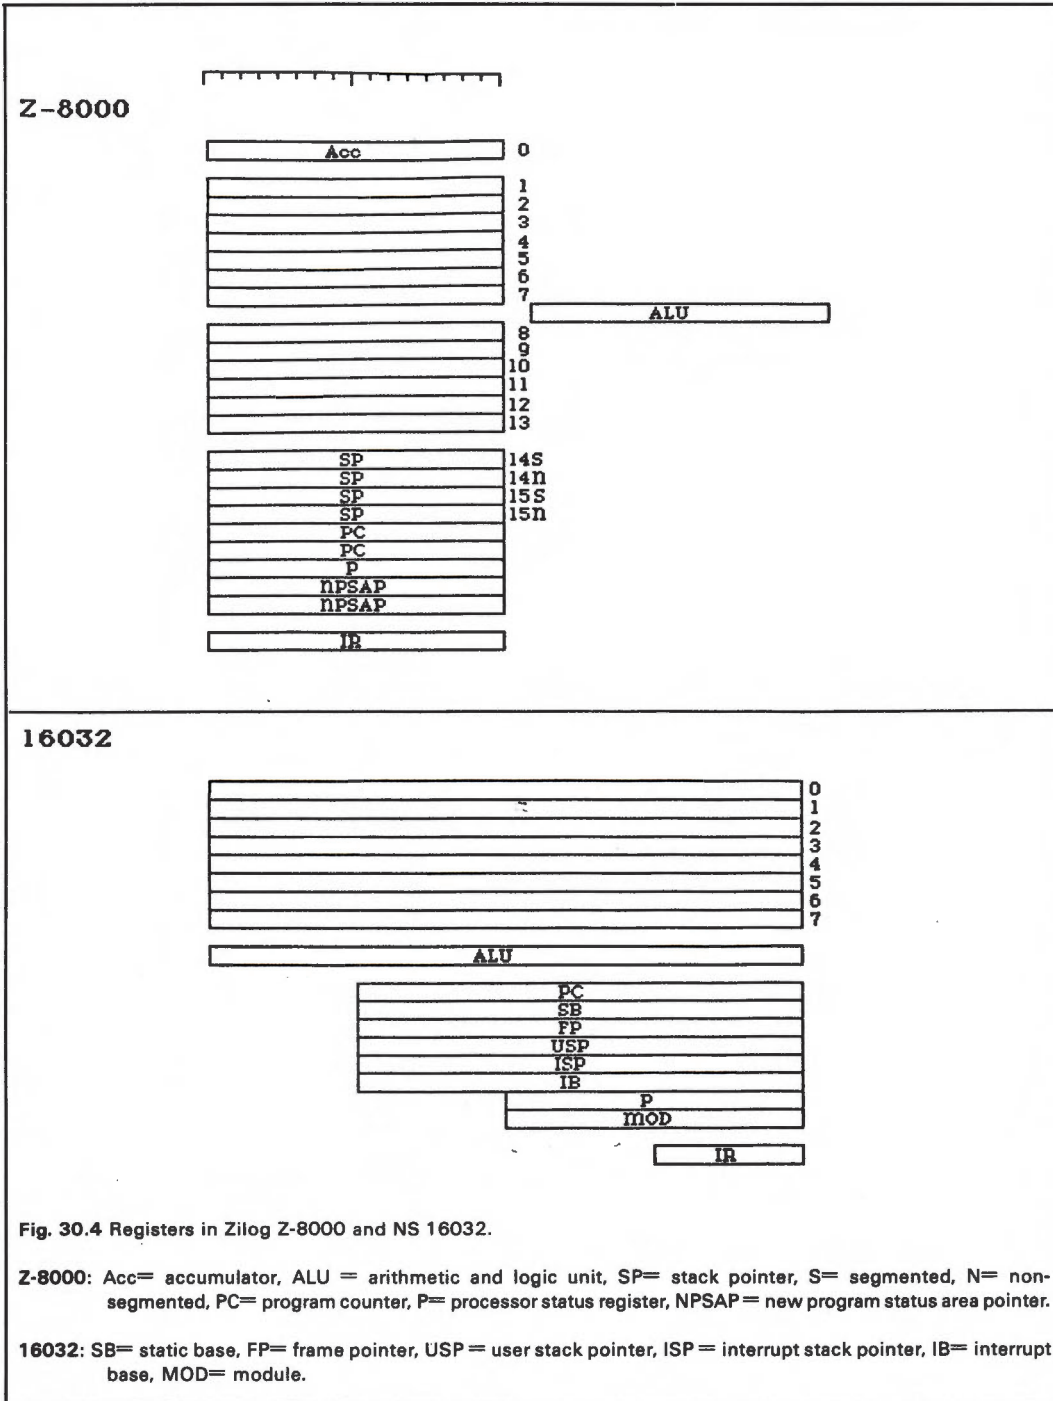 Z-8000
Acc 0
1
2
3
4
5
6
7
ALU
8
9
10
11
12
13
SP 14S
SP 14n
SP 15S
SP 15n
PC
PC
P
nPSAP
nPSAP
IR
16032
0
1
2
3
4
5
6
7
ALU
PC
SB
FP
USP
ISP
IB
P
mOD
IR
Fig. 30.4 Registers in Zilog Z-8000 and NS 16032.
Z-8000: Acc= accumulator, ALU = arithmetic and logic unit, SP= stack pointer, S= segmented, N= non-
segmented, PC= program counter, P= processor status register, NPSAP= new program status area pointer.
16032: SB= static base, FP= frame pointer, USP = user stack pointer, ISP = interrupt stack pointer, IB= interrupt
base, MOD= module.